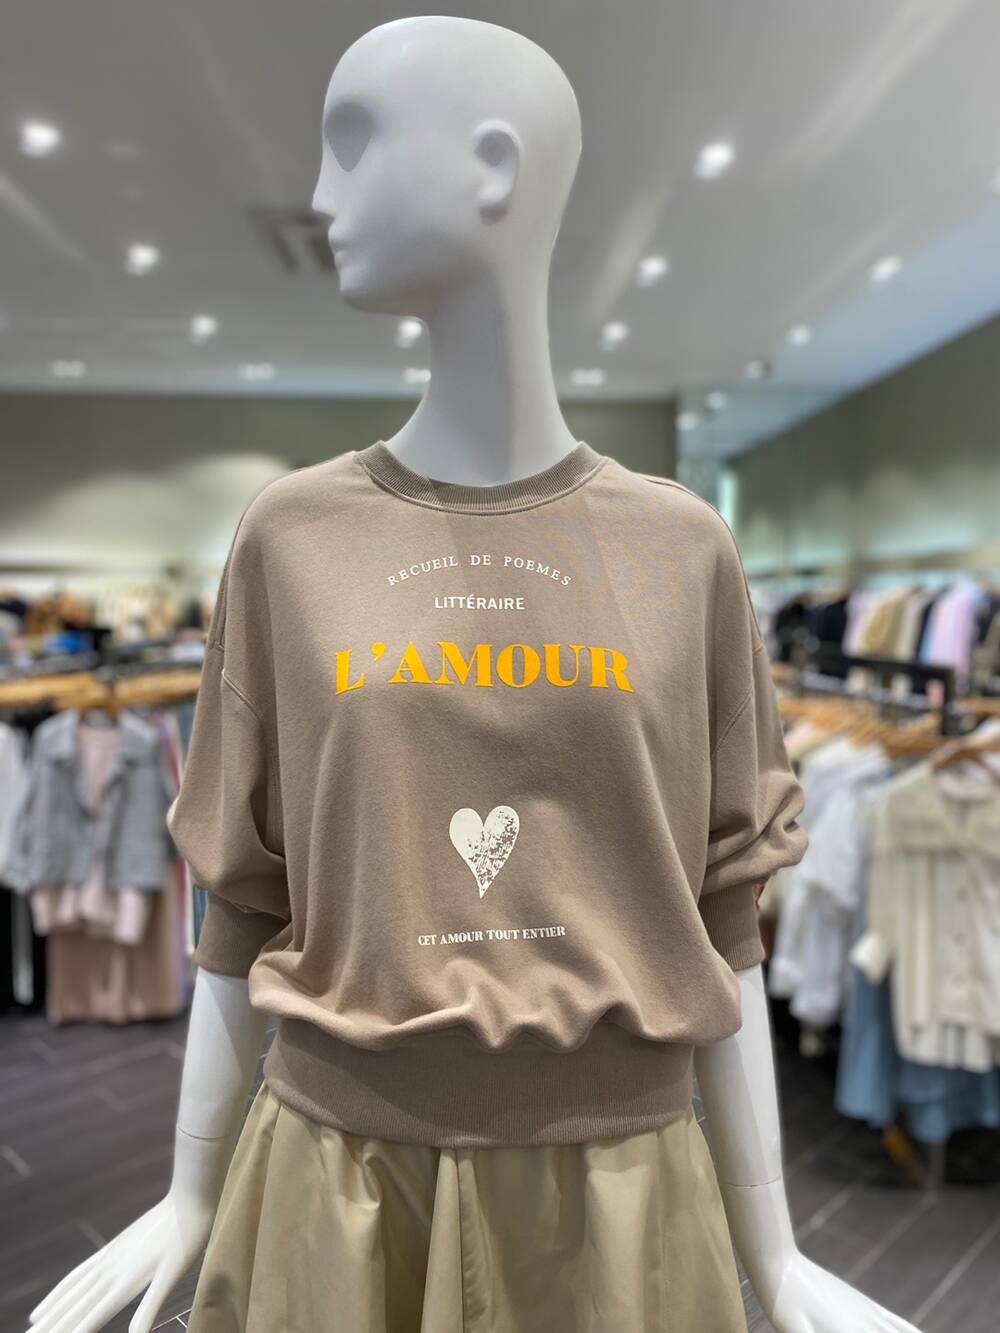 RECUEIL DE POEMES
LITTÉRAIRE
L'AMOUR
CET AMOUR TOUT ENTIER